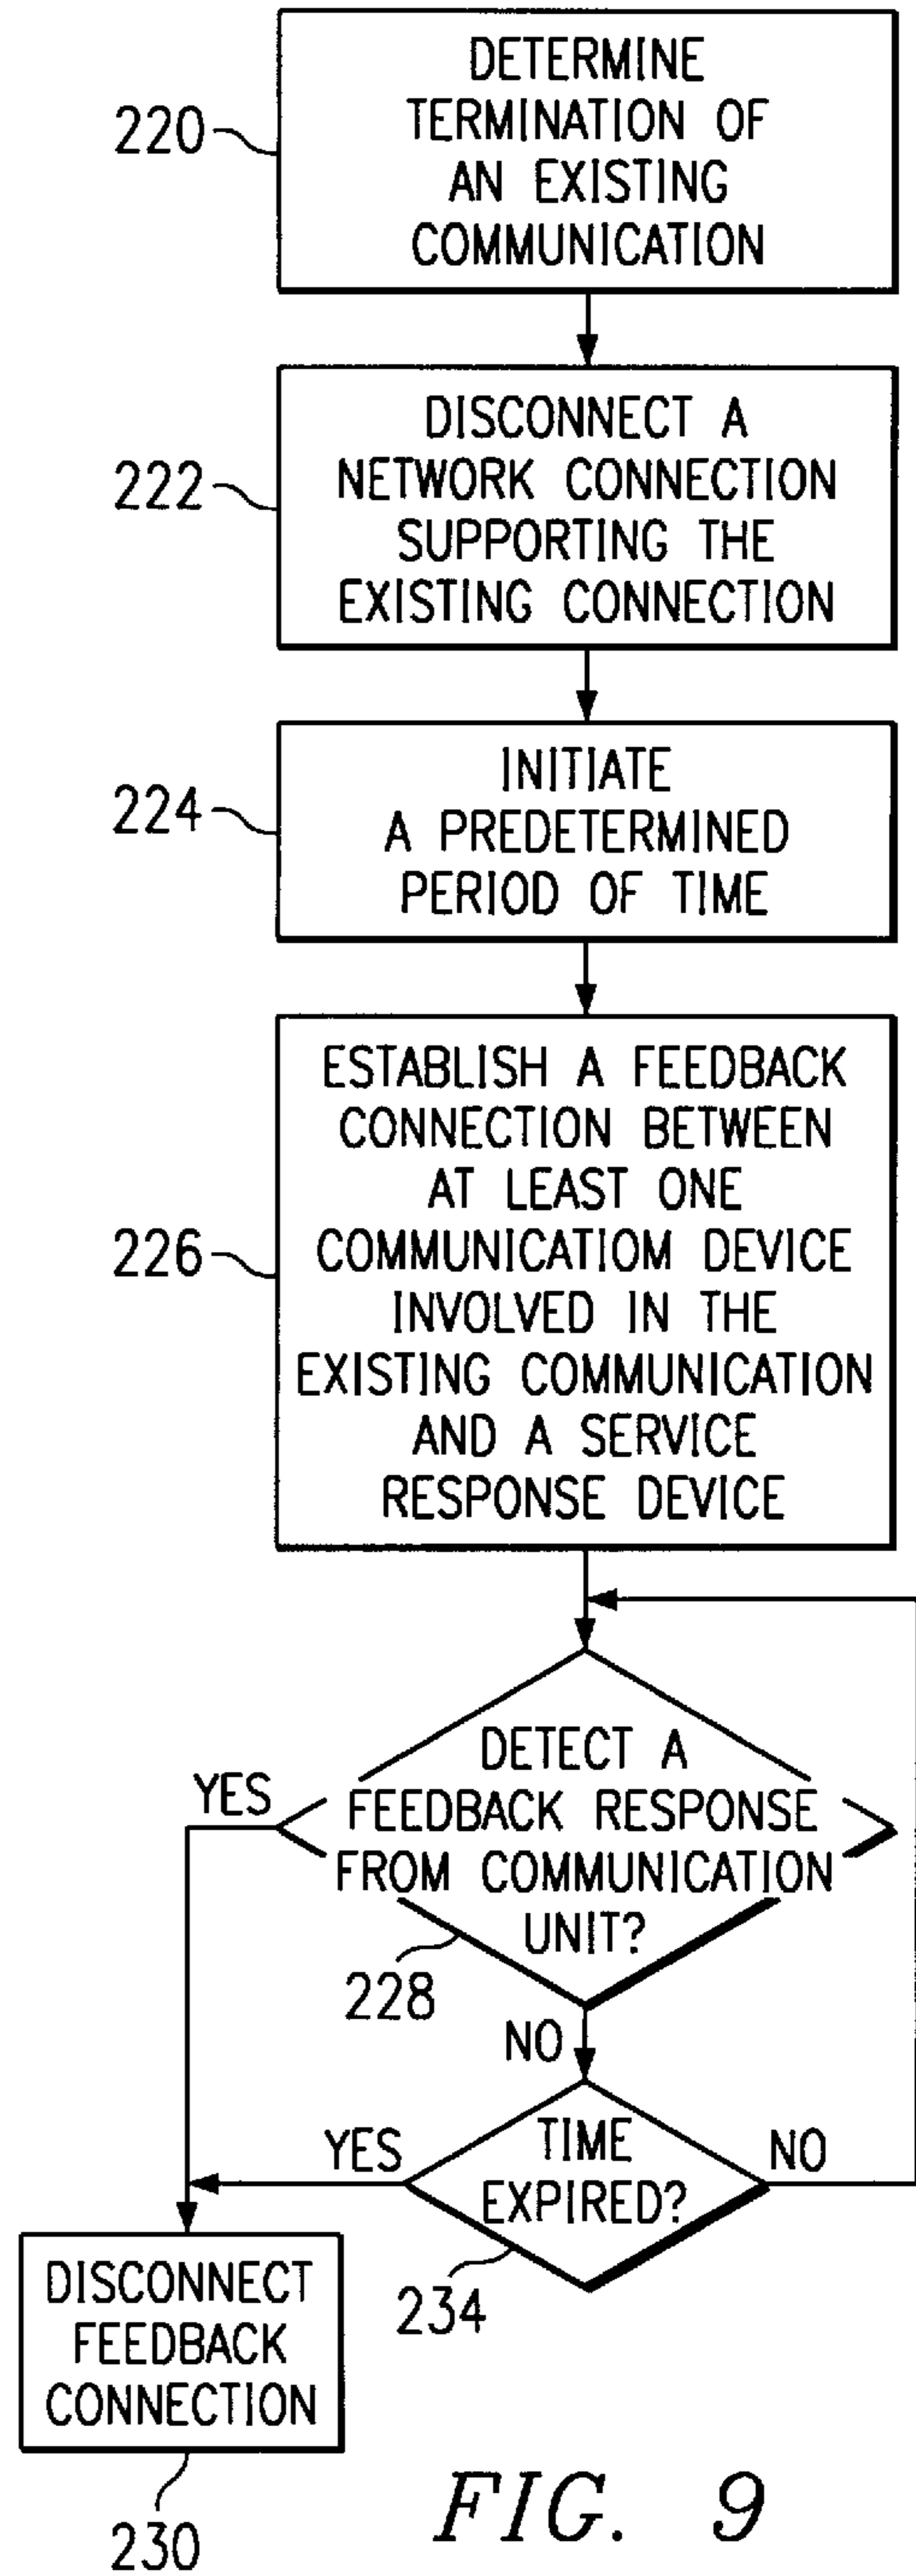 DETERMINE
TERMINATION OF
AN EXISTING
COMMUNICATION
220
DISCONNECT A
NETWORK CONNECTION
SUPPORTING THE
EXISTING CONNECTION
222
INITIATE
A PREDETERMINED
PERIOD OF TIME
224
ESTABLISH A FEEDBACK
CONNECTION BETWEEN
AT LEAST ONE
COMMUNICATIOM DEVICE
INVOLVED IN THE
EXISTING COMMUNICATION
AND A SERVICE
RESPONSE DEVICE
226
DETECT A
FEEDBACK RESPONSE
FROM COMMUNICATION
UNIT?
YES
228
NO
TIME
EXPIRED?
YES
NO
234
DISCONNECT
FEEDBACK
CONNECTION
230
FIG. 9